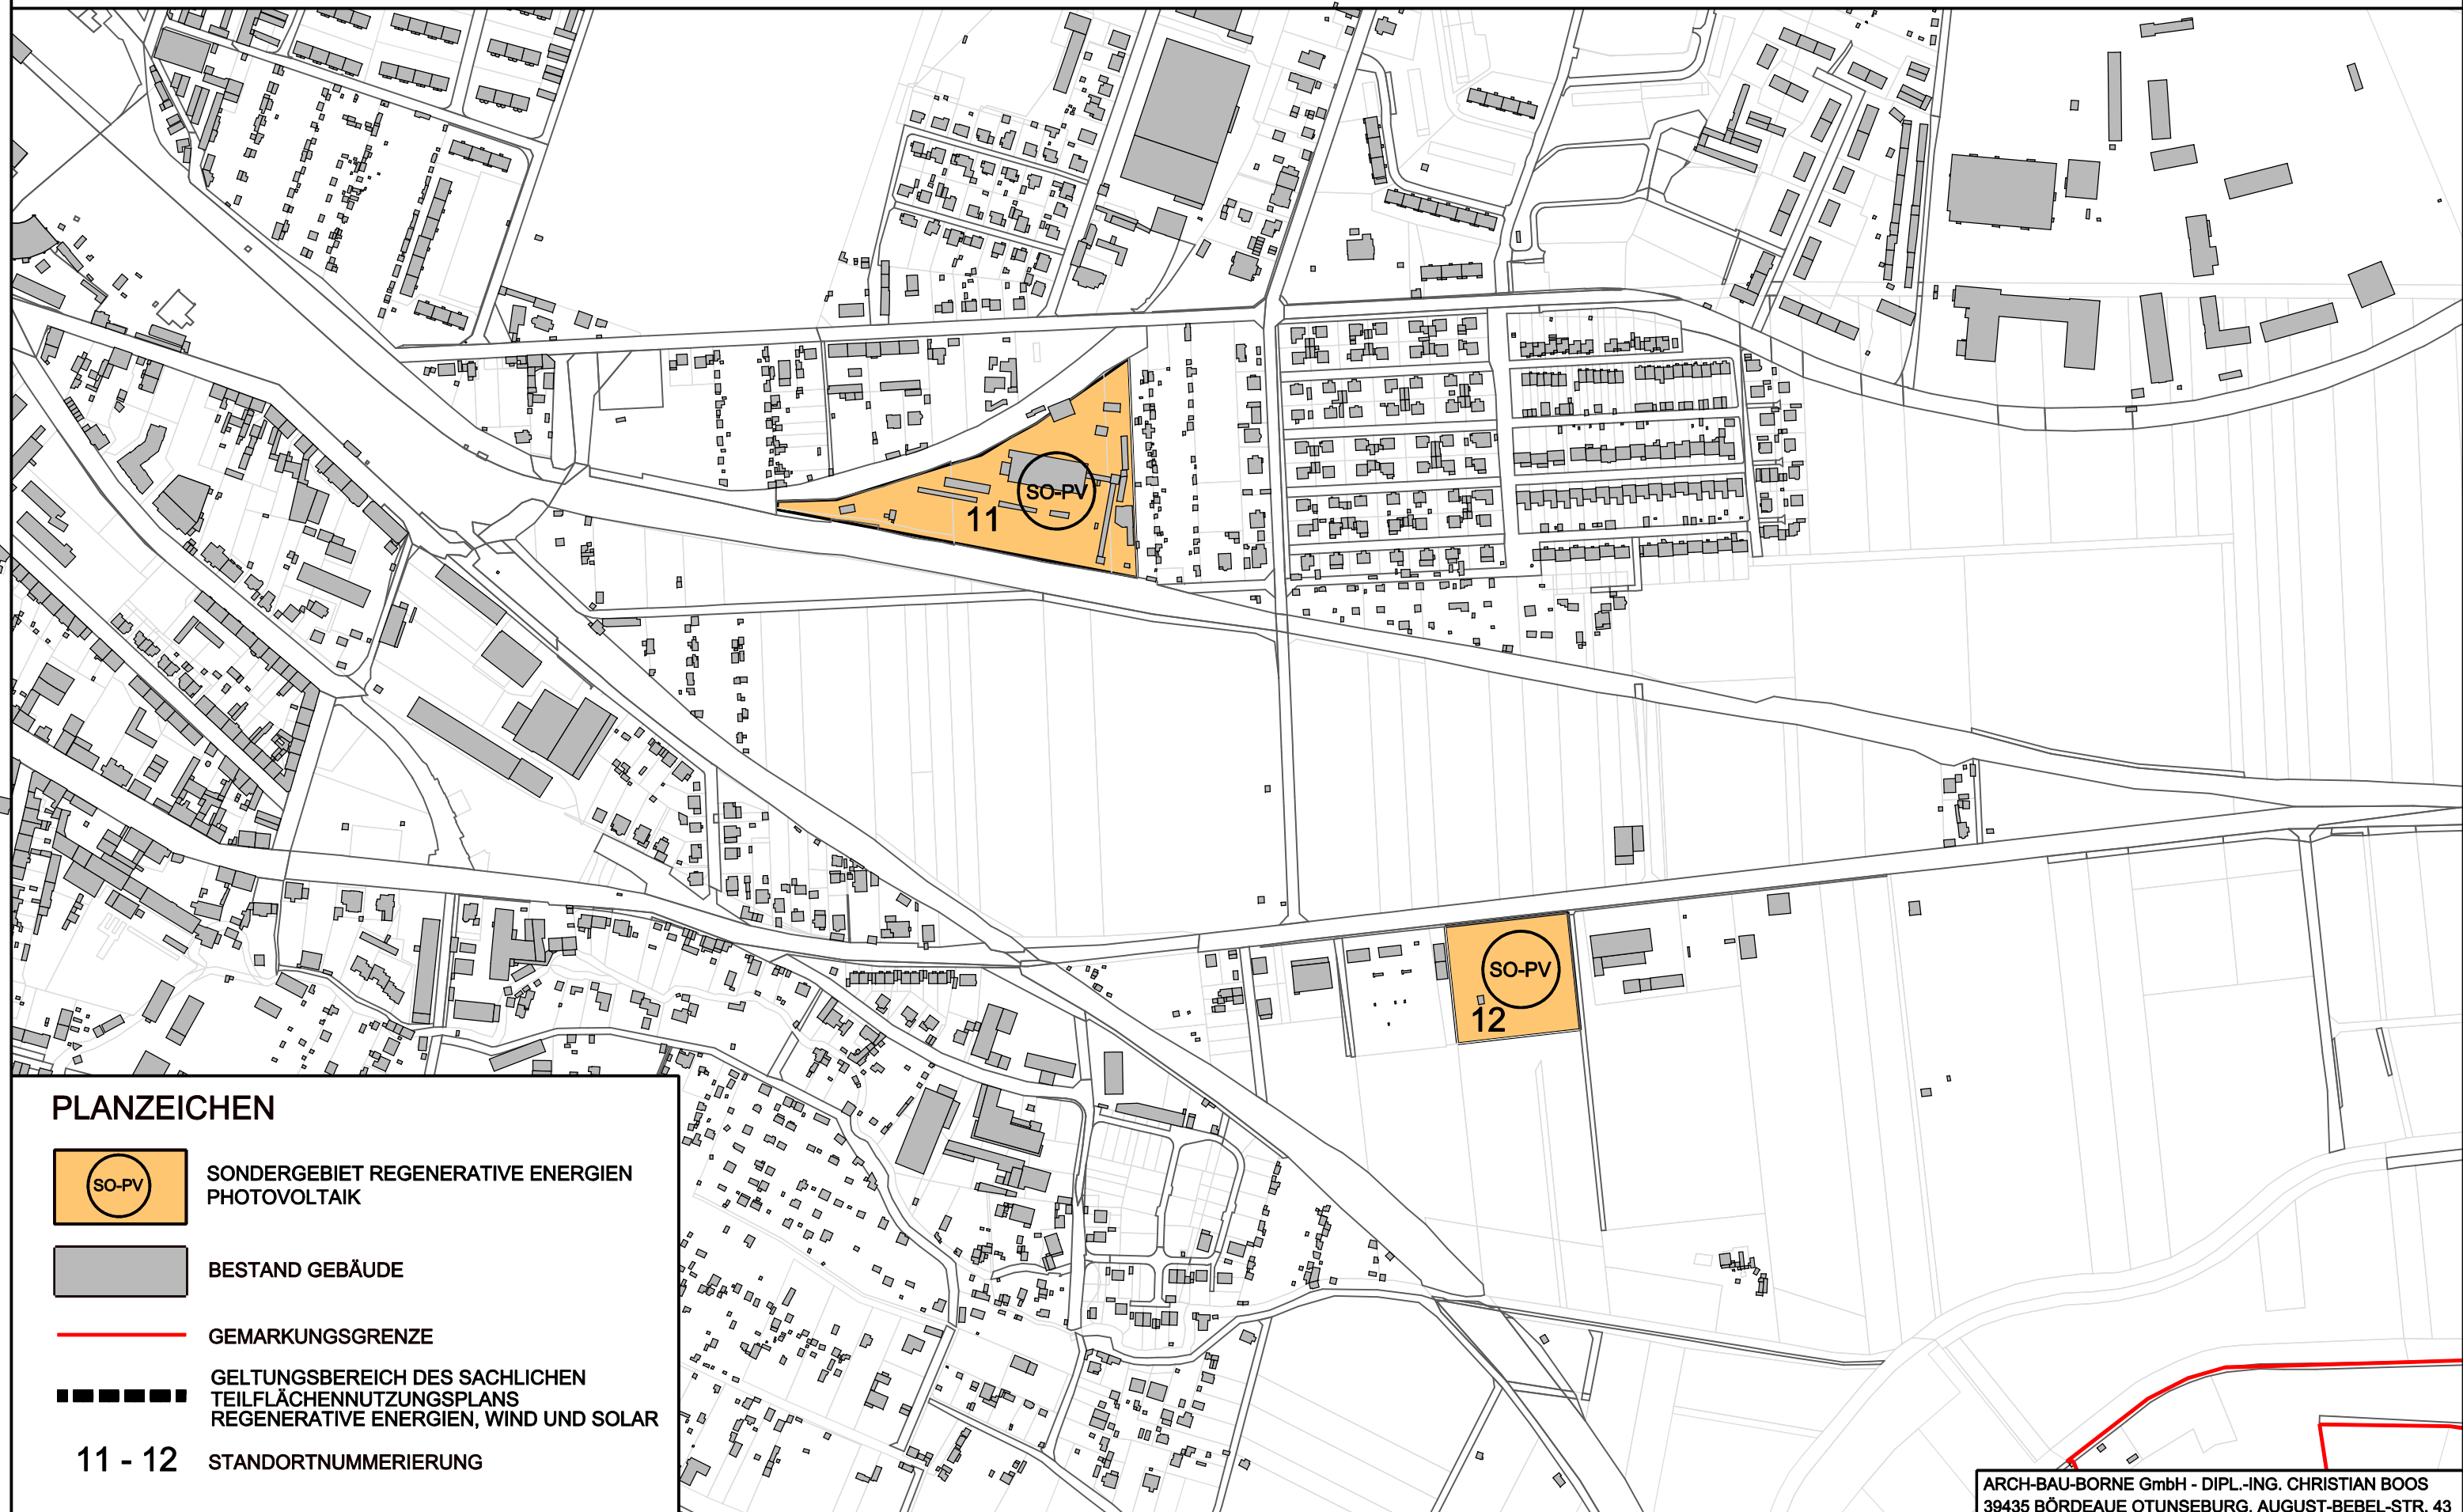 SO-PV
11
SO-PV
12
PLANZEICHEN
SO-PV
SONDERGEBIET REGENERATIVE ENERGIEN
PHOTOVOLTAIK
BESTAND GEBÄUDE
GEMARKUNGSGRENZE
GELTUNGSBEREICH DES SACHLICHEN
TEILFLÄCHENNUTZUNGSPLANS
REGENERATIVE ENERGIEN, WIND UND SOLAR
11 - 12 STANDORTNUMMERIERUNG
ARCH-BAU-BORNE GmbH - DIPL.-ING. CHRISTIAN BOOS
39435 BÖRDEAUE OTUNSEBURG, AUGUST-BEBEL-STR. 43